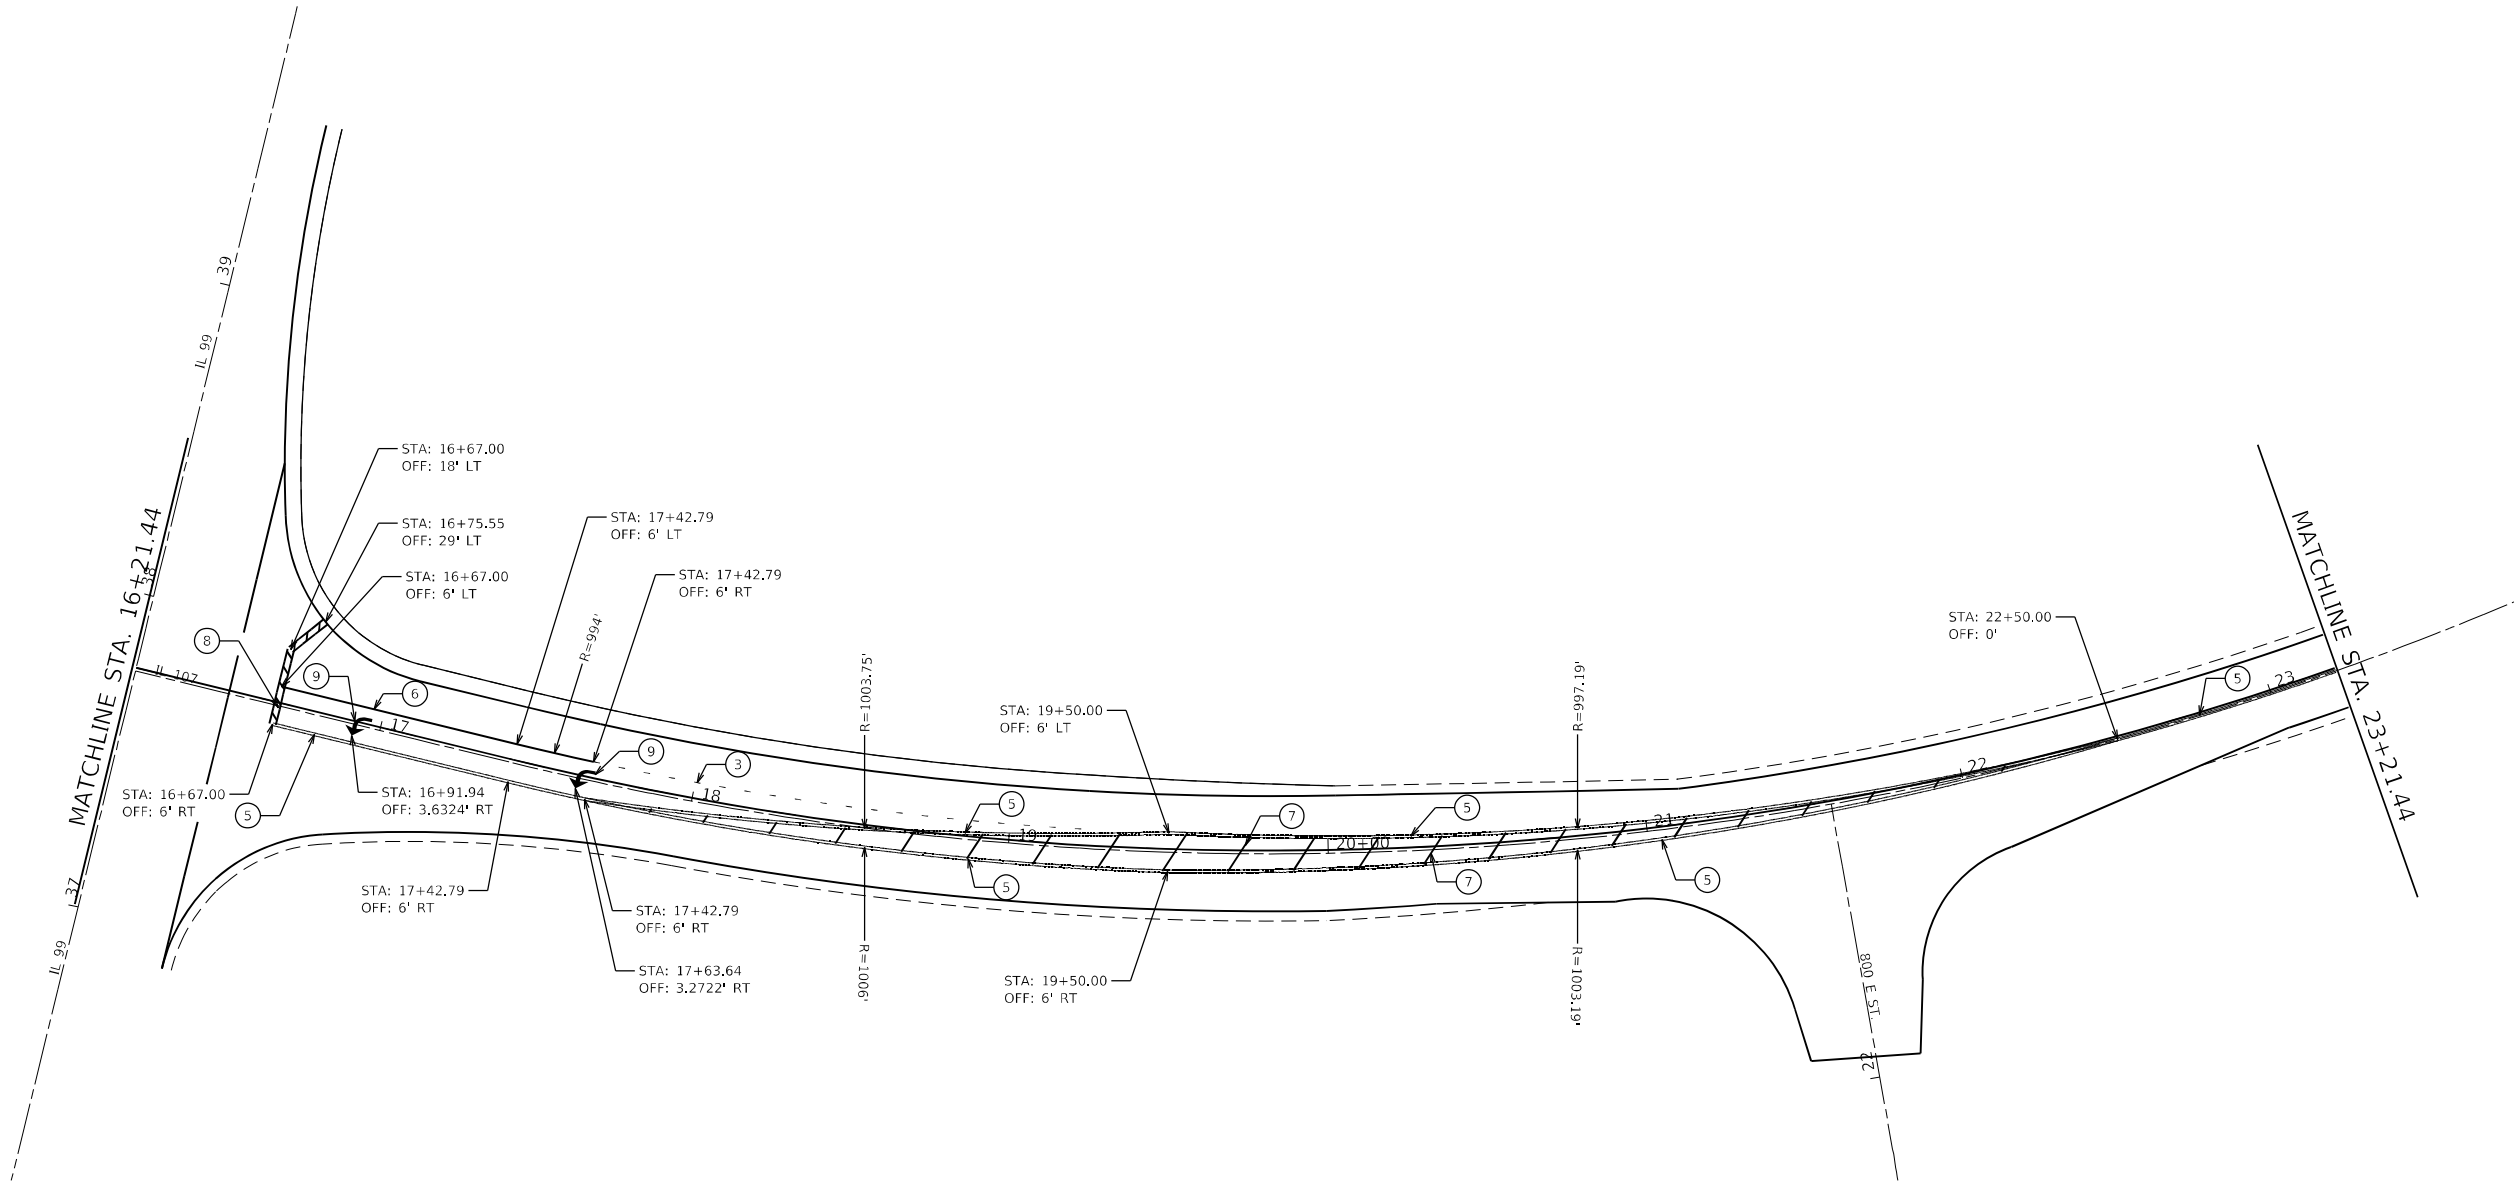 39
IL 99
STA: 16+67.00
OFF: 18' LT
STA: 16+75.55
OFF: 29' LT
STA: 16+67.00
OFF: 6' LT
STA: 17+42.79
OFF: 6' LT
STA: 17+42.79
OFF: 6' RT
MATCHLINE STA. 16+21.44
38
R=994'
8
IL 107
9
6
17
R=1003.75'
9
3
18
STA: 16+67.00
OFF: 6' RT
5
STA: 16+91.94
OFF: 3.6324' RT
STA: 19+50.00
OFF: 6' LT
5
7
5
R=997.19'
STA: 22+50.00
OFF: 0'
5
23
MATCHLINE STA. 23+21.44
22
21
19
20+00
37
IL 99
STA: 17+42.79
OFF: 6' RT
STA: 17+42.79
OFF: 6' RT
STA: 17+63.64
OFF: 3.2722' RT
R=1006'
5
7
5
STA: 19+50.00
OFF: 6' RT
R=1003.19'
800 E ST.
22